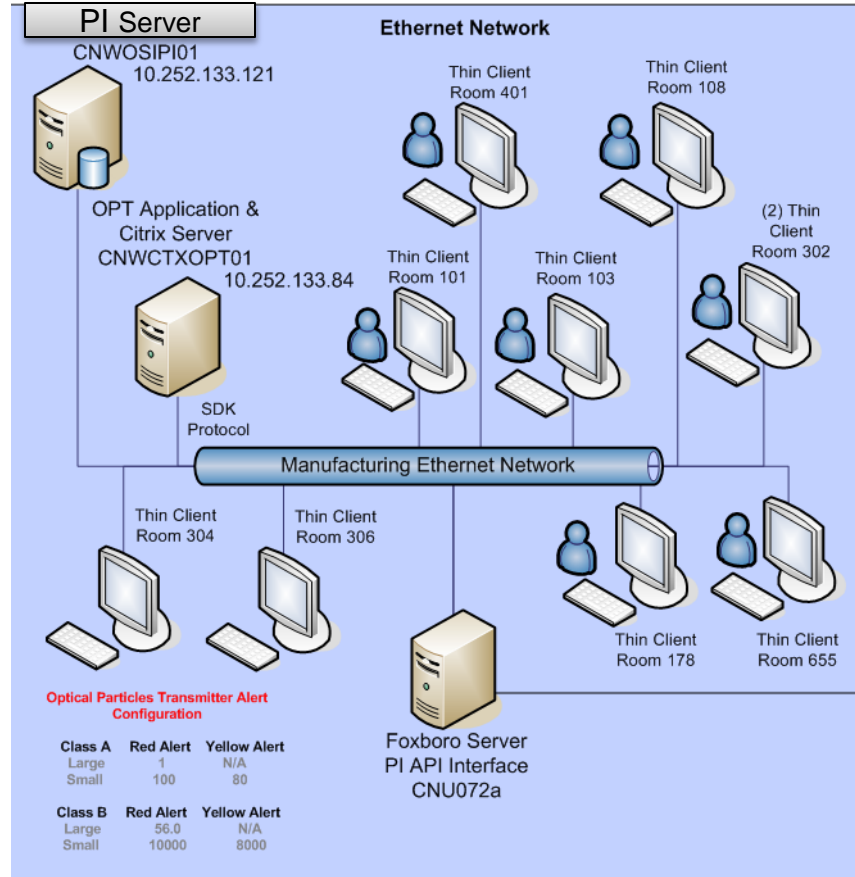 PI Server
Ethernet Network
CNWOSIPI01
10.252.133.121
Thin Client
Room 401
Thin Client
Room 108
OPT Application &
Citrix Server
CNWCTXOPT01
10.252.133.84
(2) Thin
Client
Room 302
Thin Client
Room 101
Thin Client
Room 103
SDK
Protocol
Manufacturing Ethernet Network
Thin Client
Room 304
Thin Client
Room 306
Thin Client
Room 178
Thin Client
Room 655
Optical Particles Transmitter Alert
Configuration
Class A Red Alert Yellow Alert
Large 1 N/A
Small 100 80
Class B Red Alert Yellow Alert
Large 56.0 N/A
Small 10000 8000
Foxboro Server
PI API Interface
CNU072a